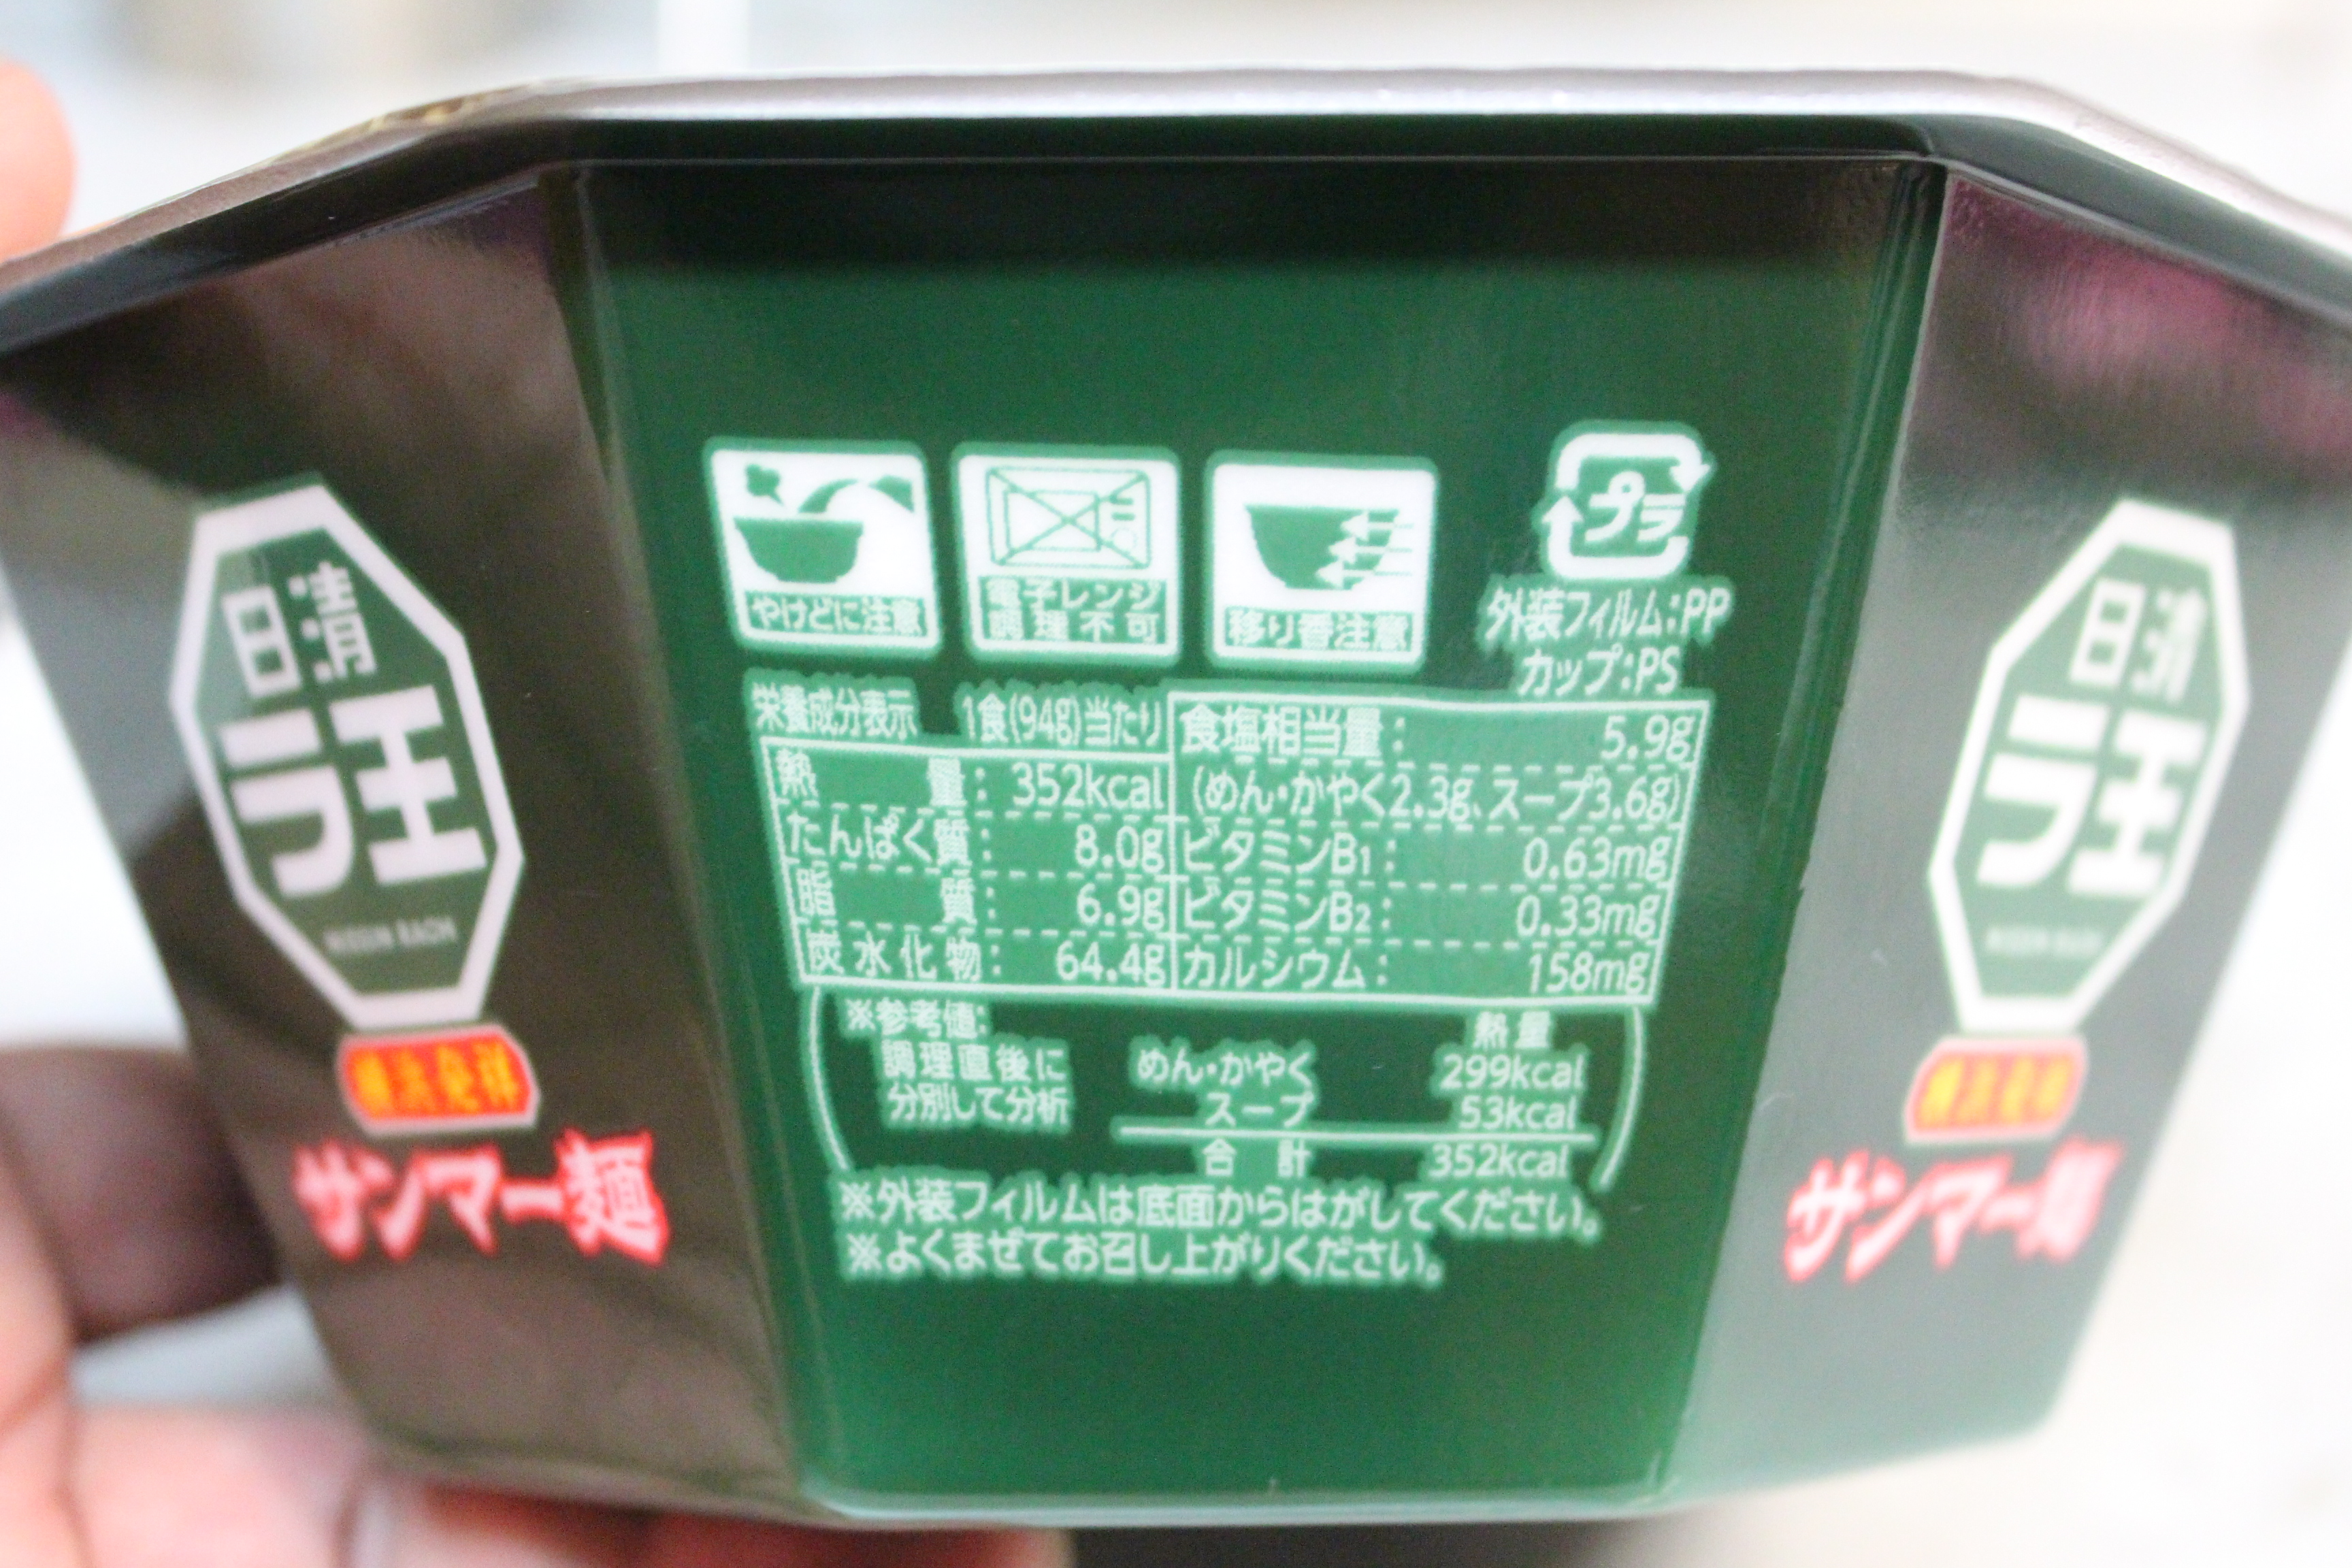 日清
ラ王
NISSIN RAOH
横浜発祥
サンマー麺
やけどに注意
電子レンジ
調理不可
移り香注意
プラ
外装フィルム:PP
カップ:PS
栄養成分表示 1食(94g)当たり
熱量: 352kcal
たんぱく質: 8.0g
脂質: 6.9g
炭水化物: 64.4g
食塩相当量: 5.9g
(めん・かやく2.3g、スープ3.6g)
ビタミンB1: 0.63mg
ビタミンB2: 0.33mg
カルシウム: 158mg
※参考値: 熱量
調理直後に めん・かやく 299kcal
分別して分析 スープ 53kcal
合計 352kcal
※外装フィルムは底面からはがしてください。
※よくまぜてお召し上がりください。
日清
ラ王
NISSIN RAOH
横浜発祥
サンマー麺